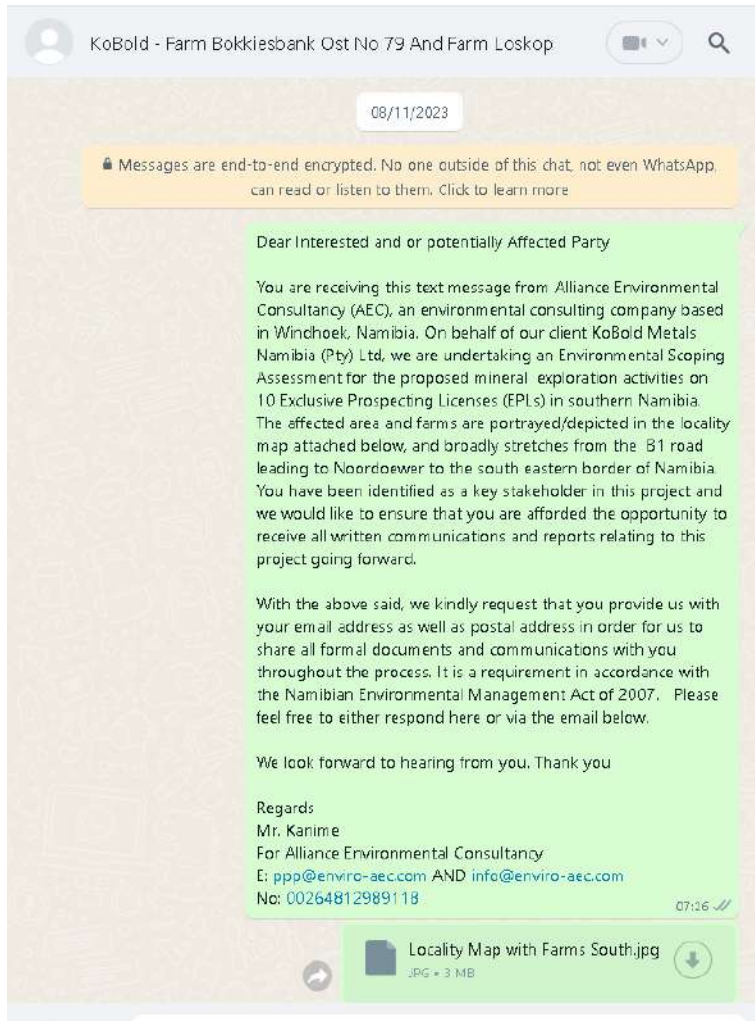 KoBold - Farm Bokkiesbank Ost No 79 And Farm Loskop
08/11/2023
Messages are end-to-end encrypted. No one outside of this chat, not even WhatsApp,
can read or listen to them. Click to learn more
Dear Interested and or potentially Affected Party
You are receiving this text message from Alliance Environmental
Consultancy (AEC), an environmental consulting company based
in Windhoek, Namibia. On behalf of our client KoBold Metals
Namibia (Pty) Ltd, we are undertaking an Environmental Scoping
Assessment for the proposed mineral exploration activities on
10 Exclusive Prospecting Licenses (EPLs) in southern Namibia.
The affected area and farms are portrayed/depicted in the locality
map attached below, and broadly stretches from the B1 road
leading to Noordoewer to the south eastern border of Namibia.
You have been identified as a key stakeholder in this project and
we would like to ensure that you are afforded the opportunity to
receive all written communications and reports relating to this
project going forward.
With the above said, we kindly request that you provide us with
your email address as well as postal address in order for us to
share all formal documents and communications with you
throughout the process. It is a requirement in accordance with
the Namibian Environmental Management Act of 2007. Please
feel free to either respond here or via the email below.
We look forward to hearing from you. Thank you
Regards
Mr. Kanime
For Alliance Environmental Consultancy
E: ppp@enviro-aec.com AND info@enviro-aec.com
No: 00264812989118
07:26
Locality Map with Farms South.jpg
JPG • 3 MB